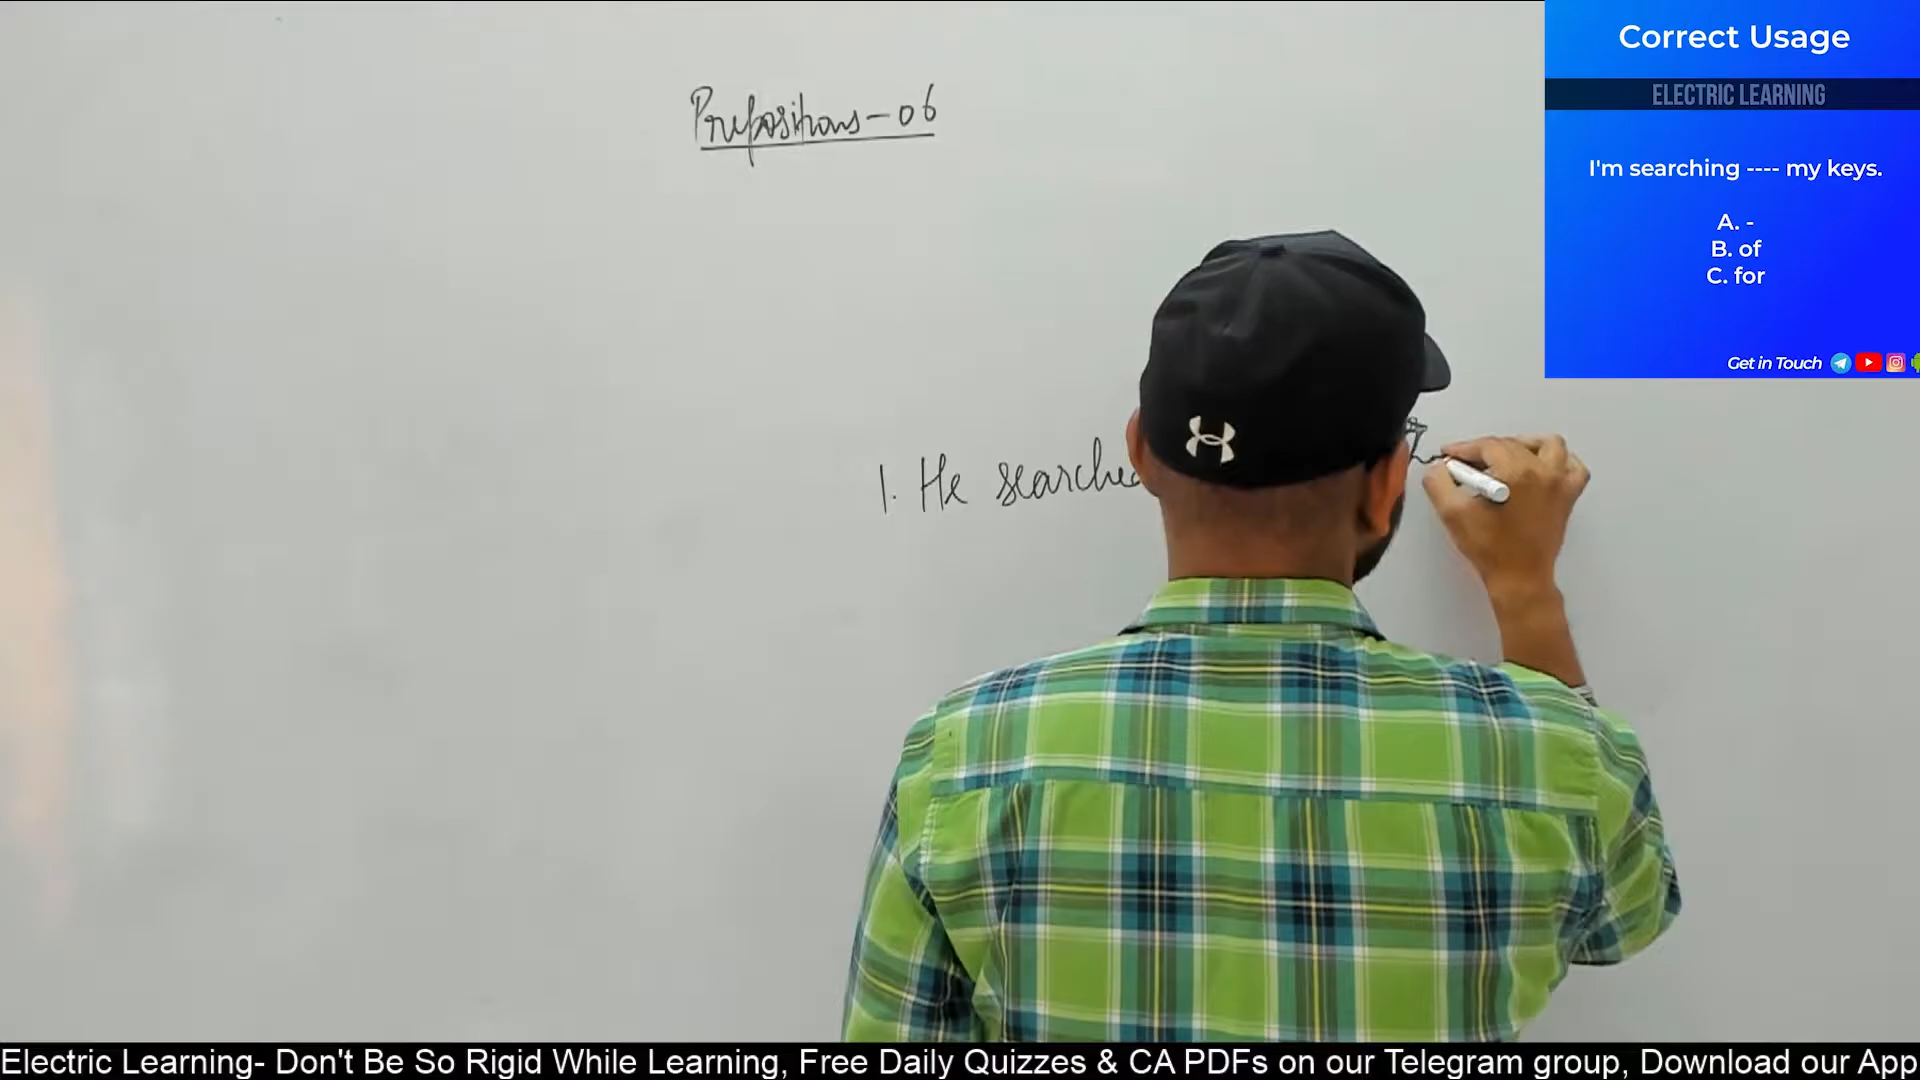 Prepositions-06
1. He searched
Correct Usage
ELECTRIC LEARNING
I'm searching ---- my keys.
A. -
B. of
C. for
Get in Touch
Electric Learning- Don't Be So Rigid While Learning, Free Daily Quizzes & CA PDFs on our Telegram group, Download our App